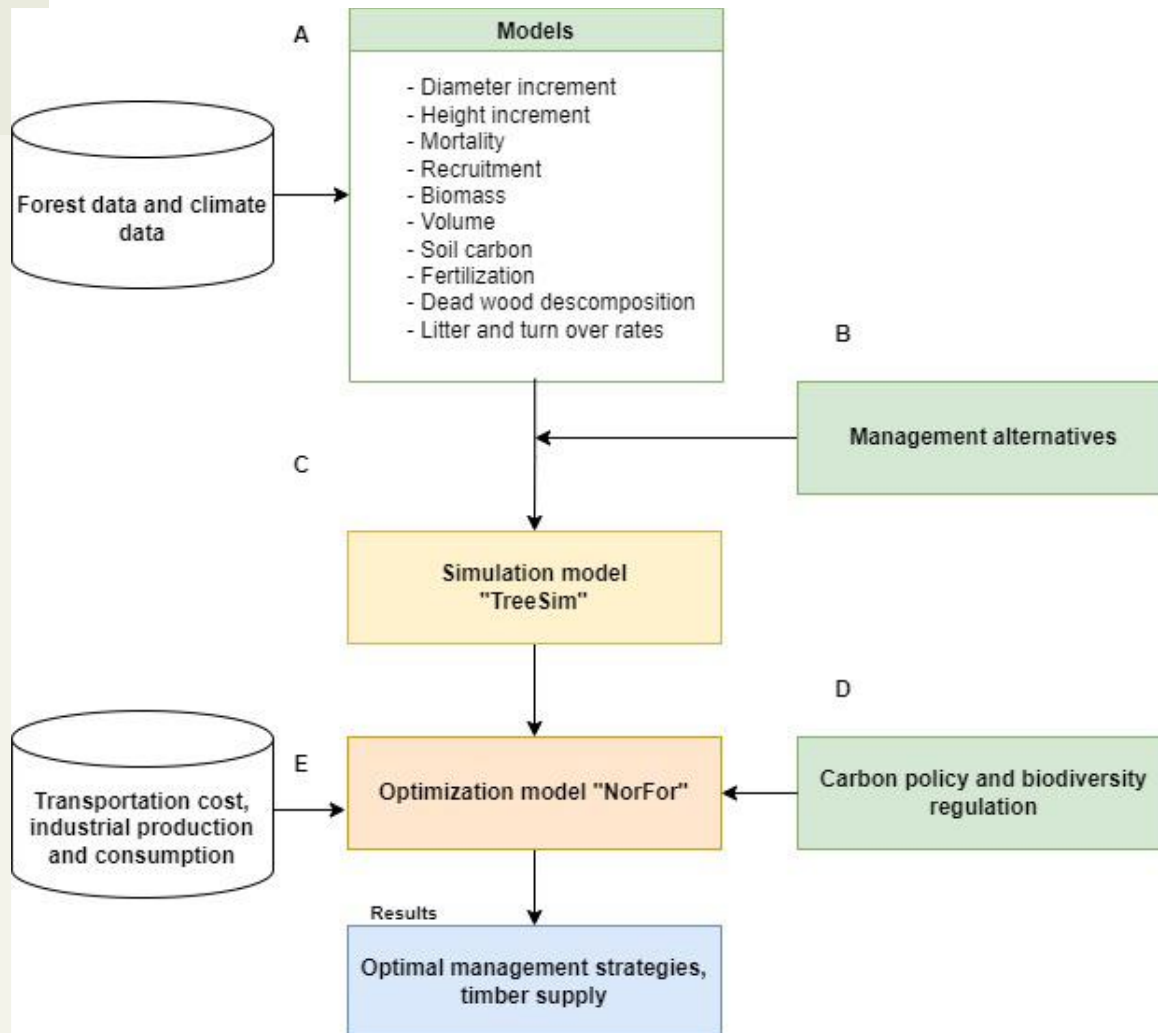 A
Models
- Diameter increment
- Height increment
- Mortality
- Recruitment
- Biomass
- Volume
- Soil carbon
- Fertilization
- Dead wood descomposition
- Litter and turn over rates
Forest data and climate
data
B
Management alternatives
C
Simulation model
"TreeSim"
D
E
Transportation cost,
industrial production
and consumption
Optimization model "NorFor"
Carbon policy and biodiversity
regulation
Results
Optimal management strategies,
timber supply